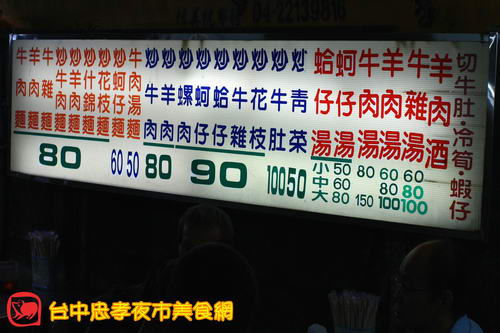 04-22139816
牛肉麵
羊肉麵
牛雜麵
炒牛肉麵
炒羊肉麵
炒什錦麵
炒花枝麵
炒蚵仔麵
牛肉湯
80 60 50
炒牛肉
炒羊肉
炒螺肉
炒蚵仔
炒蛤仔
炒牛雜
炒花枝
炒牛肚
炒青菜
80 90 100 50
蛤仔湯
蚵仔湯
牛肉湯
羊肉湯
牛雜湯
羊肉酒
小 50 80 60 60
中 60 80 80
大 80 150 100 100
切牛肚·冷筍·蝦仔
台中忠孝夜市美食網